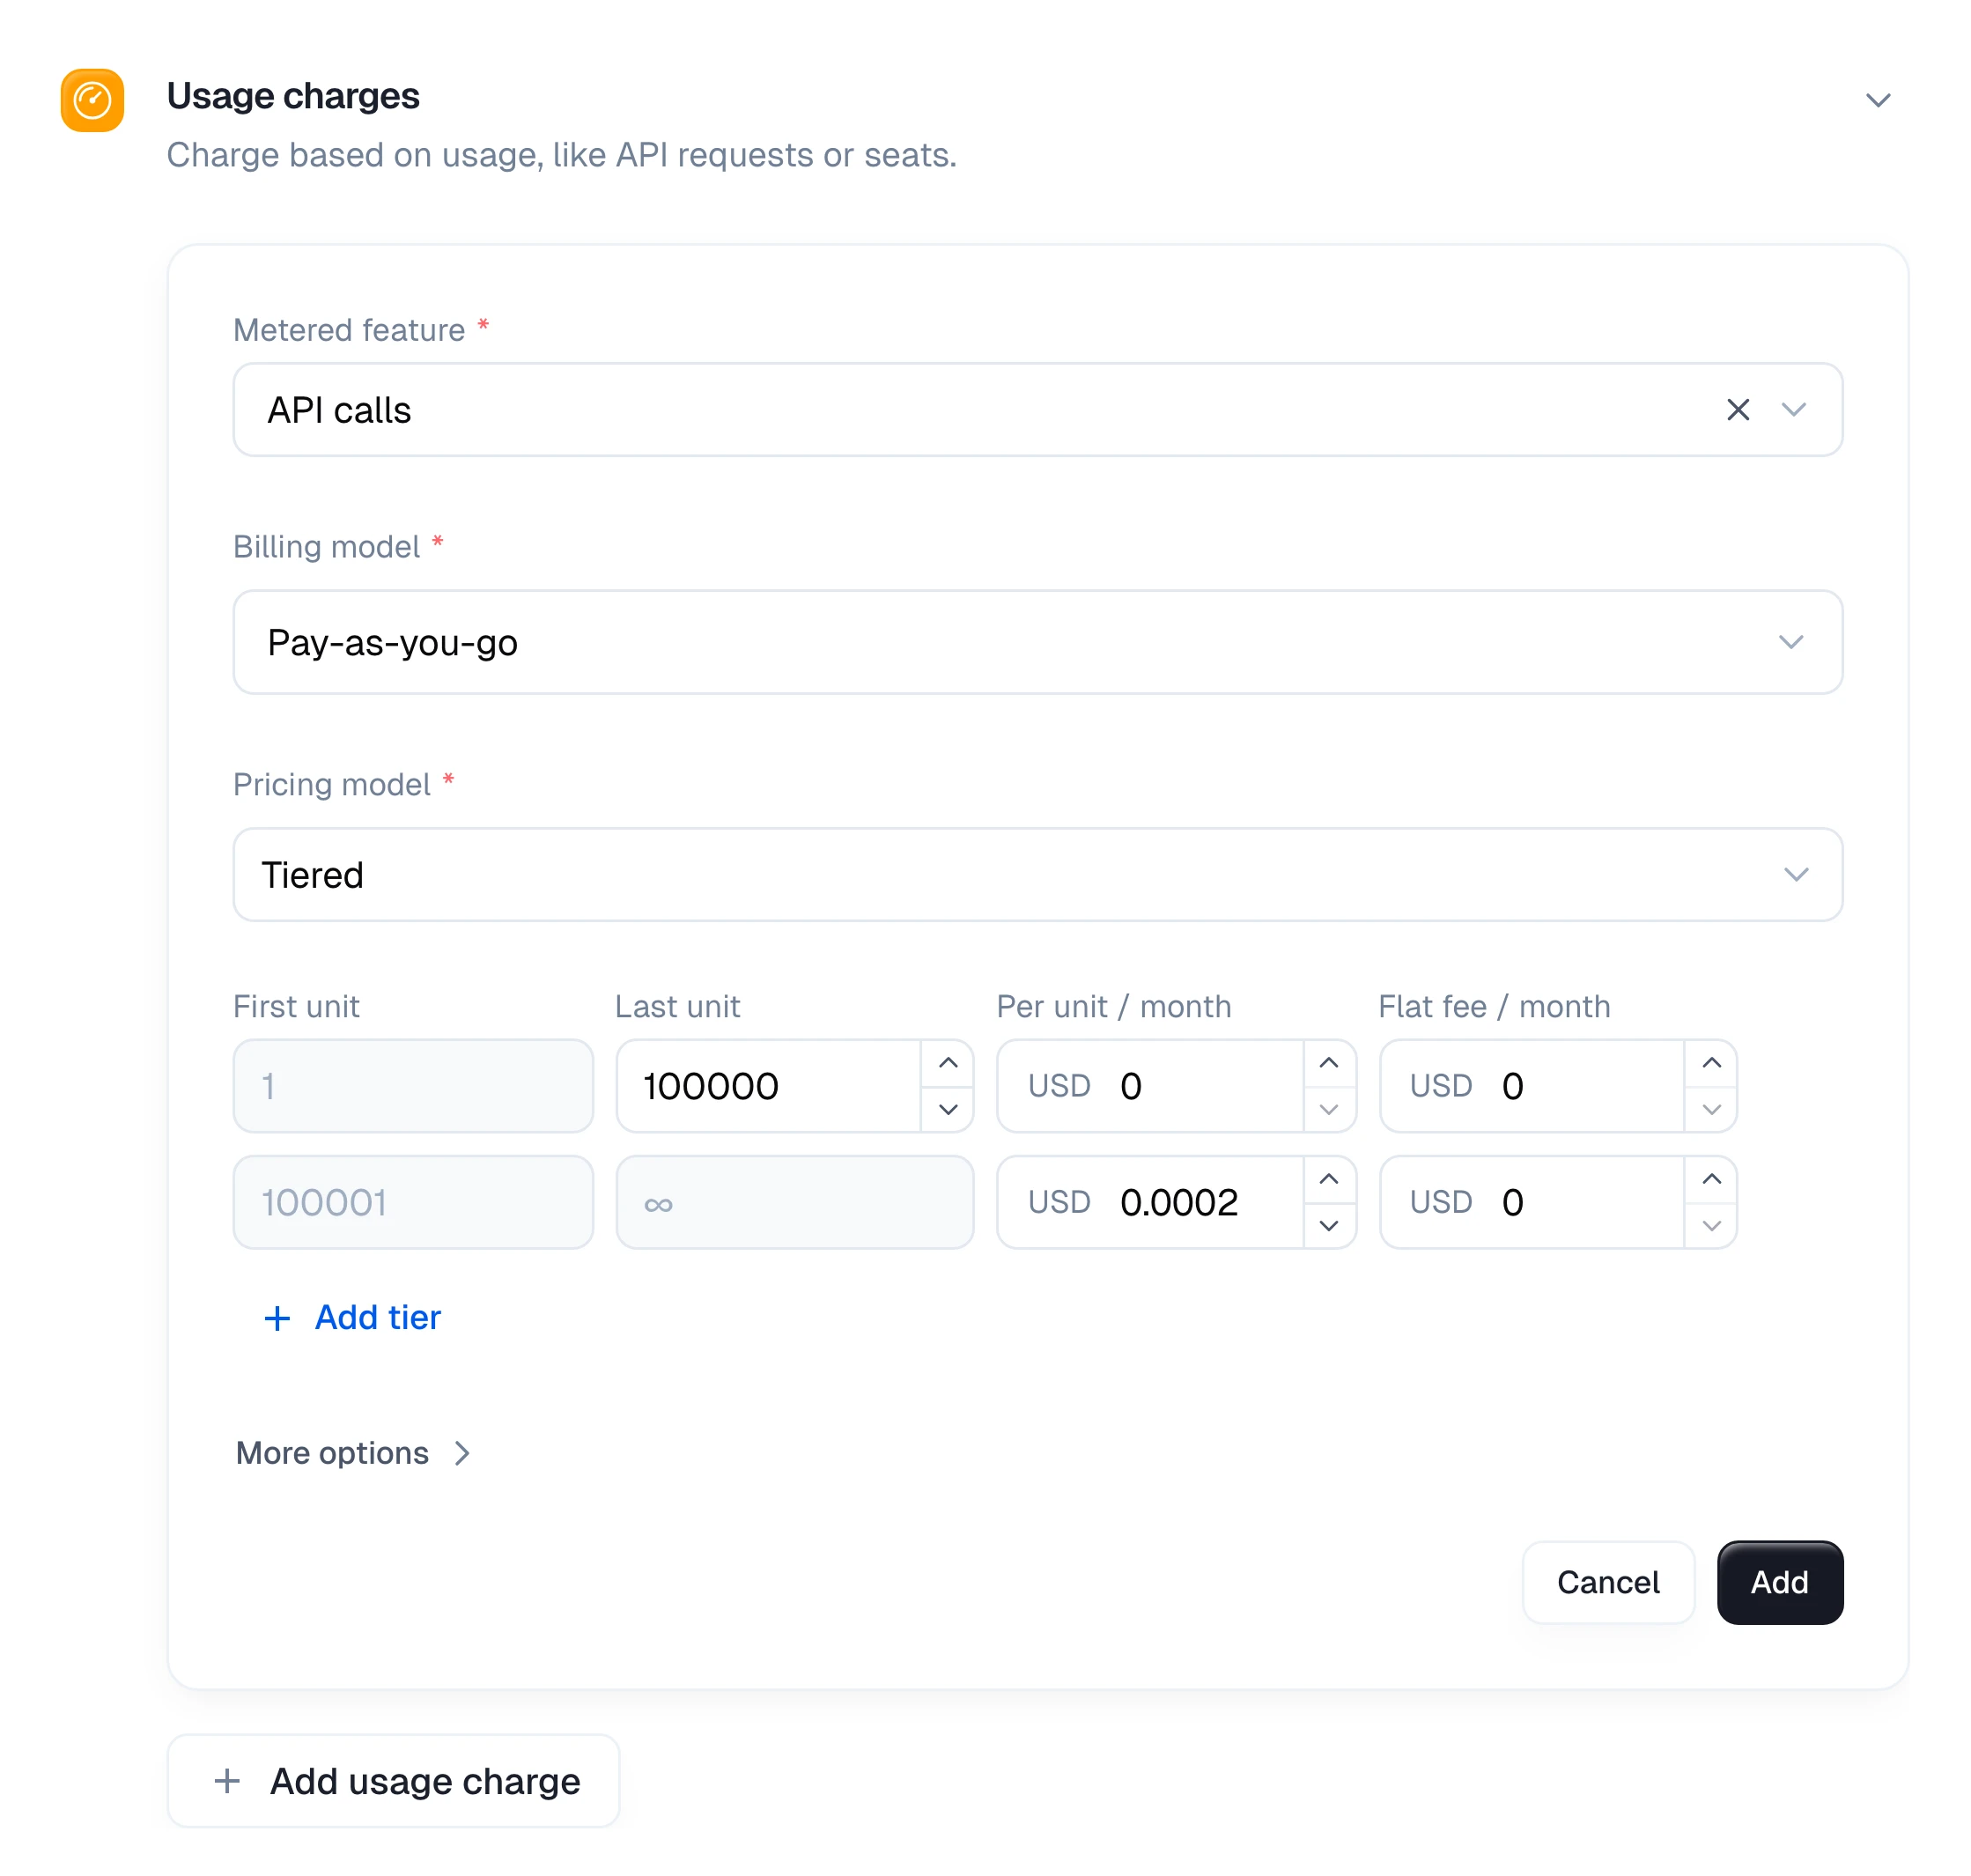 Usage charges
Charge based on usage, like API requests or seats.
Metered feature *
API calls
Billing model *
Pay-as-you-go
Pricing model *
Tiered
First unit Last unit Per unit / month Flat fee / month
1 100000 USD 0 USD 0
100001 ∞ USD 0.0002 USD 0
+ Add tier
More options
Cancel Add
+ Add usage charge